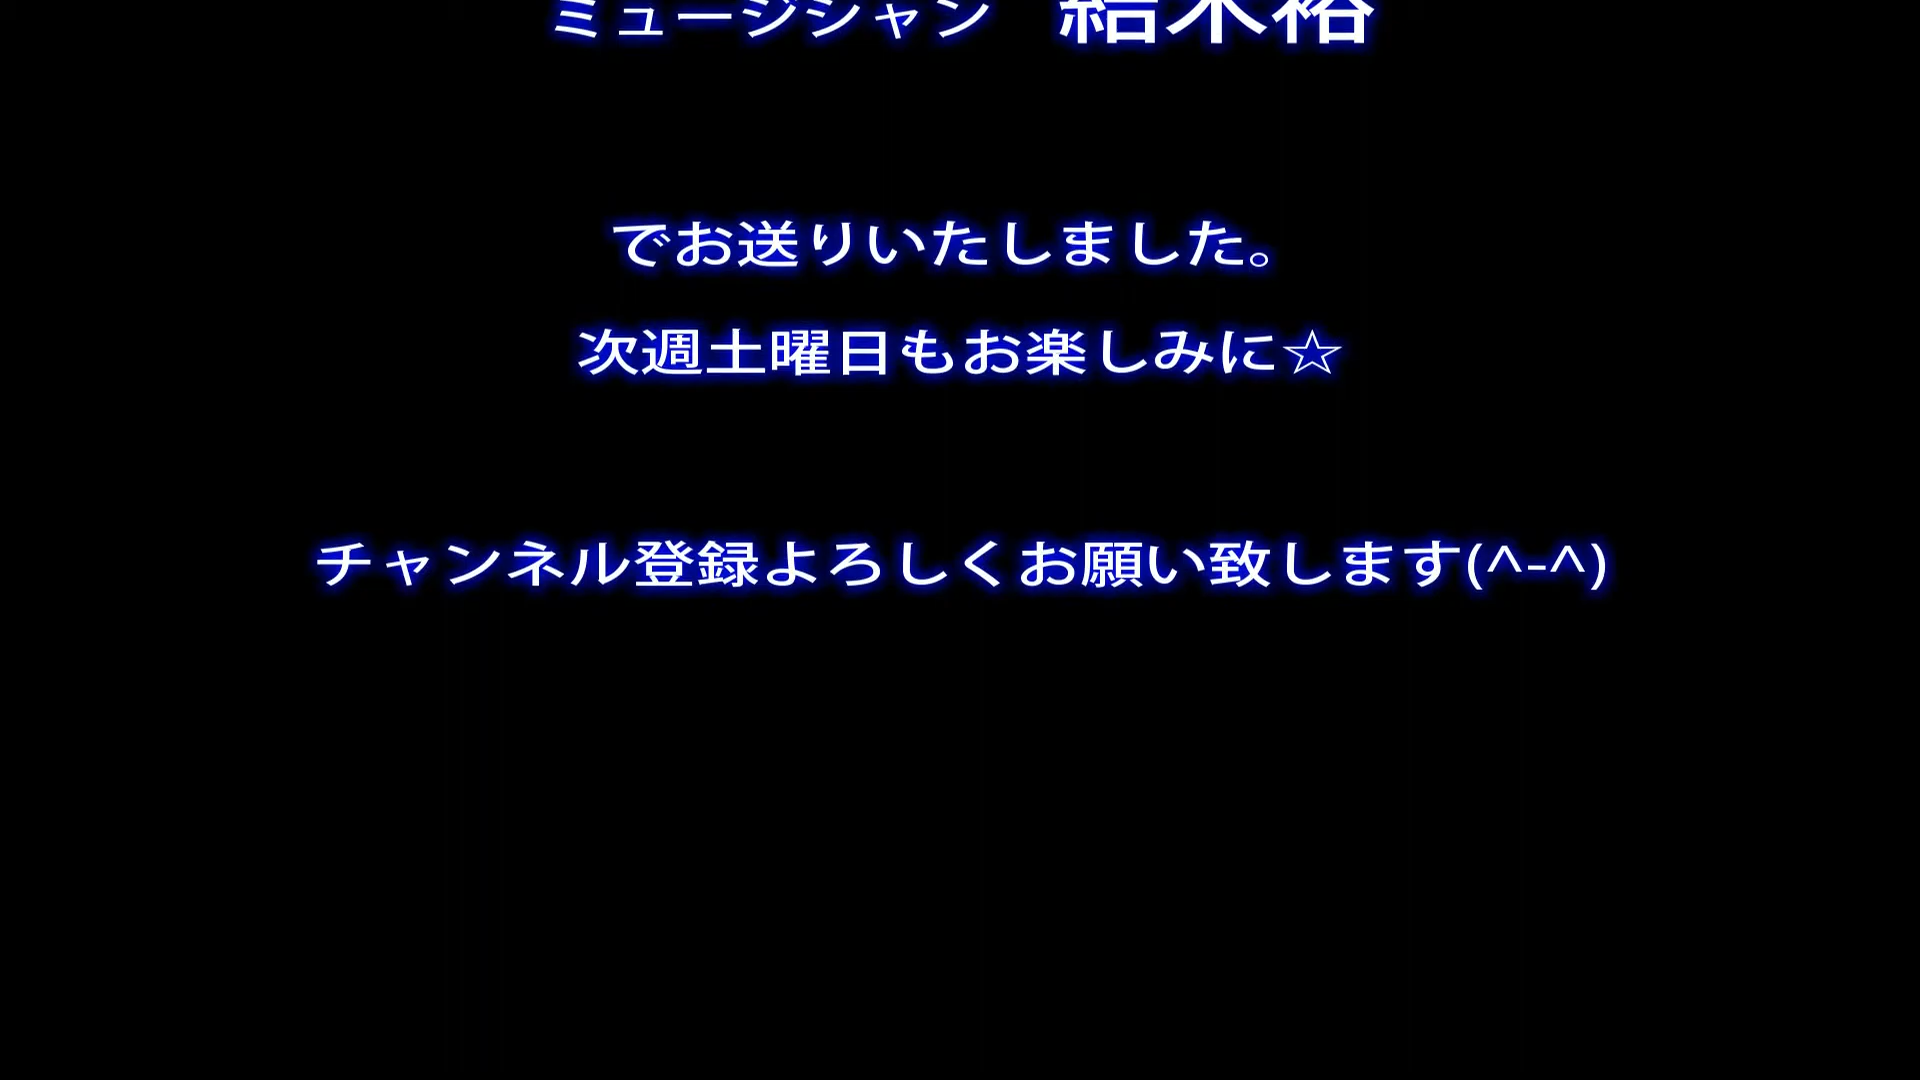 ミュージシャン 結木裕
でお送りいたしました。
次週土曜日もお楽しみに☆
チャンネル登録よろしくお願い致します(^-^)